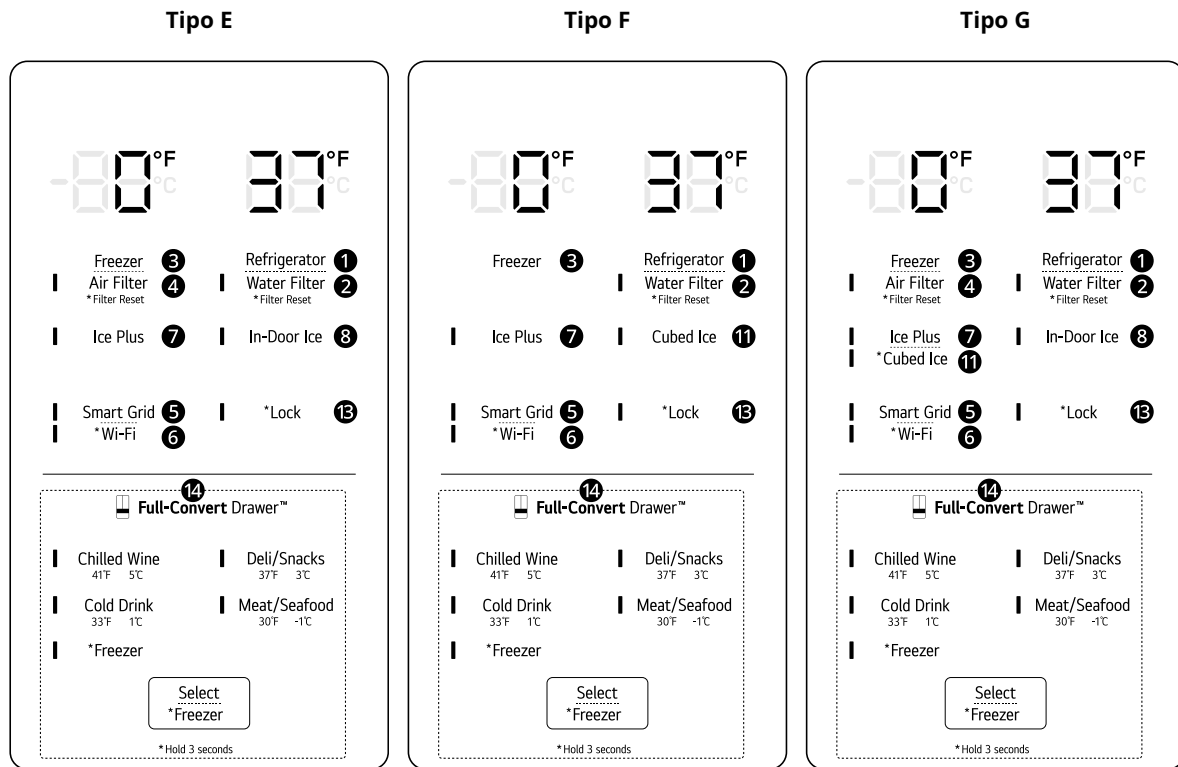 Tipo E
Tipo F
Tipo G
0 °F °C 37 °F °C
Freezer 3 Refrigerator 1
Air Filter 4 Water Filter 2
*Filter Reset *Filter Reset
Ice Plus 7 In-Door Ice 8
Smart Grid 5 *Lock 13
*Wi-Fi 6
14
Full-Convert Drawer™
Chilled Wine Deli/Snacks
41°F 5°C 37°F 3°C
Cold Drink Meat/Seafood
33°F 1°C 30°F -1°C
*Freezer
Select
*Freezer
*Hold 3 seconds
0 °F °C 37 °F °C
Freezer 3 Refrigerator 1
Water Filter 2
*Filter Reset
Ice Plus 7 Cubed Ice 11
Smart Grid 5 *Lock 13
*Wi-Fi 6
14
Full-Convert Drawer™
Chilled Wine Deli/Snacks
41°F 5°C 37°F 3°C
Cold Drink Meat/Seafood
33°F 1°C 30°F -1°C
*Freezer
Select
*Freezer
*Hold 3 seconds
0 °F °C 37 °F °C
Freezer 3 Refrigerator 1
Air Filter 4 Water Filter 2
*Filter Reset *Filter Reset
Ice Plus 7 In-Door Ice 8
*Cubed Ice 11
Smart Grid 5 *Lock 13
*Wi-Fi 6
14
Full-Convert Drawer™
Chilled Wine Deli/Snacks
41°F 5°C 37°F 3°C
Cold Drink Meat/Seafood
33°F 1°C 30°F -1°C
*Freezer
Select
*Freezer
*Hold 3 seconds